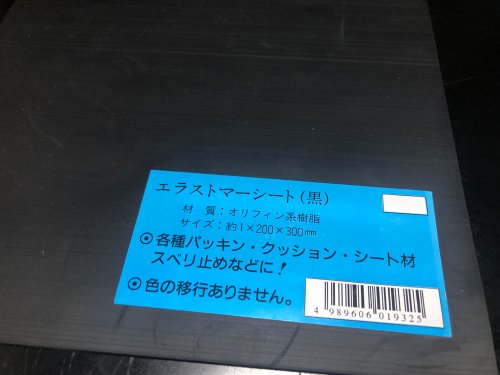 エラストマーシート(黒)
材 質:オリフィン系樹脂
サイズ:約1×200×300mm
◉各種パッキン・クッション・シート材
スベリ止めなどに!
◉色の移行ありません。
4 989606 019325